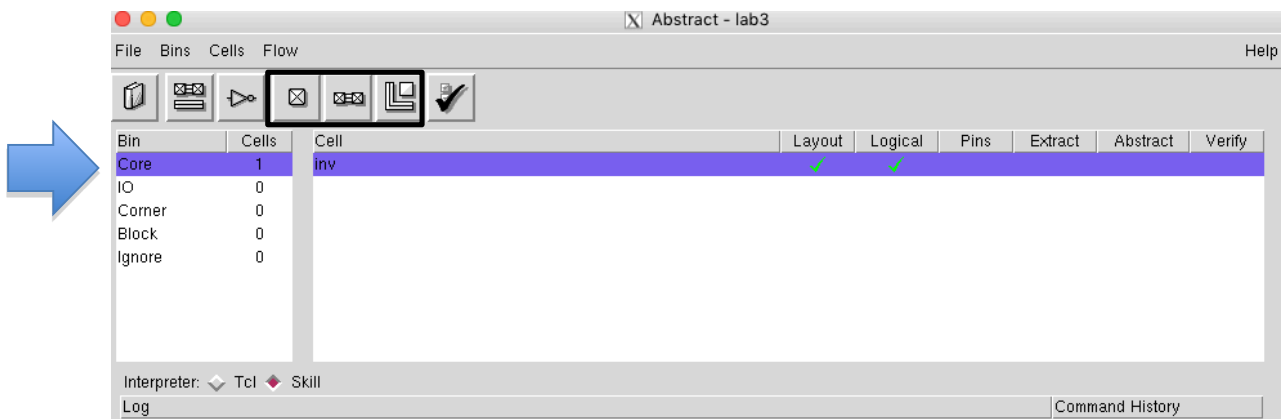 Abstract - lab3
File Bins Cells Flow Help
Bin Cells Cell Layout Logical Pins Extract Abstract Verify
Core 1 inv
IO 0
Corner 0
Block 0
Ignore 0
Interpreter: Tcl Skill
Log Command History